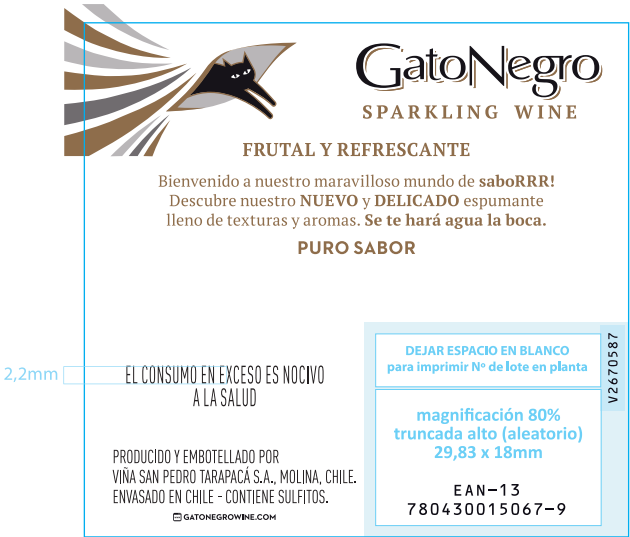 GatoNegro
SPARKLING WINE
FRUTAL Y REFRESCANTE
Bienvenido a nuestro maravilloso mundo de saboRRR!
Descubre nuestro NUEVO y DELICADO espumante
lleno de texturas y aromas. Se te hará agua la boca.
PURO SABOR
2,2mm
EL CONSUMO EN EXCESO ES NOCIVO
A LA SALUD
PRODUCIDO Y EMBOTELLADO POR
VIÑA SAN PEDRO TARAPACÁ S.A., MOLINA, CHILE.
ENVASADO EN CHILE - CONTIENE SULFITOS.
GATONEGROWINE.COM
DEJAR ESPACIO EN BLANCO
para imprimir Nº de lote en planta
V2670587
magnificación 80%
truncada alto (aleatorio)
29,83 x 18mm
EAN-13
780430015067-9